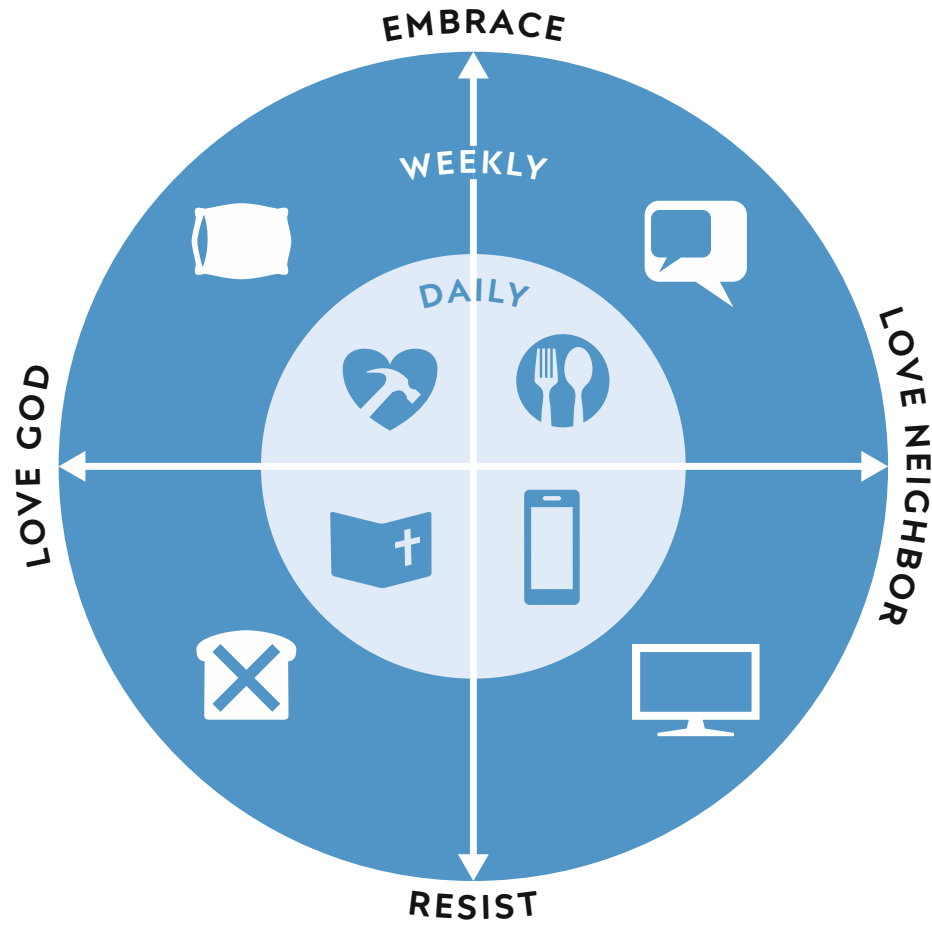 EMBRACE
WEEKLY
DAILY
LOVE GOD
LOVE NEIGHBOR
RESIST